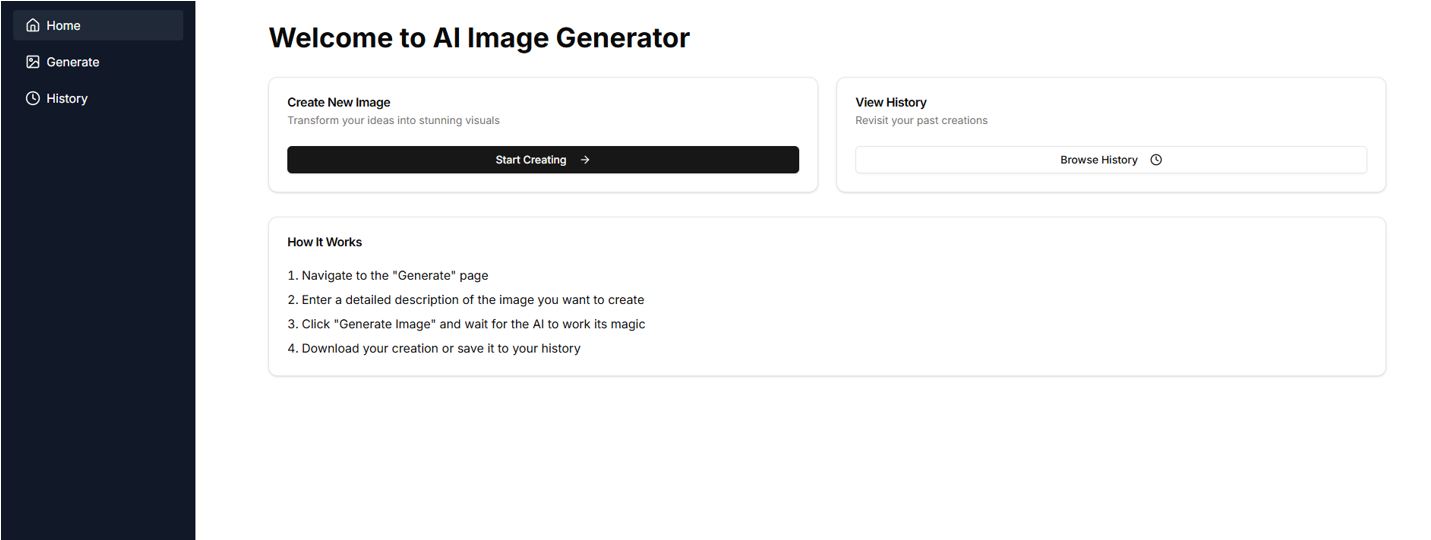 Home
Generate
History
Welcome to AI Image Generator
Create New Image
Transform your ideas into stunning visuals
Start Creating
View History
Revisit your past creations
Browse History
How It Works
1. Navigate to the "Generate" page
2. Enter a detailed description of the image you want to create
3. Click "Generate Image" and wait for the AI to work its magic
4. Download your creation or save it to your history